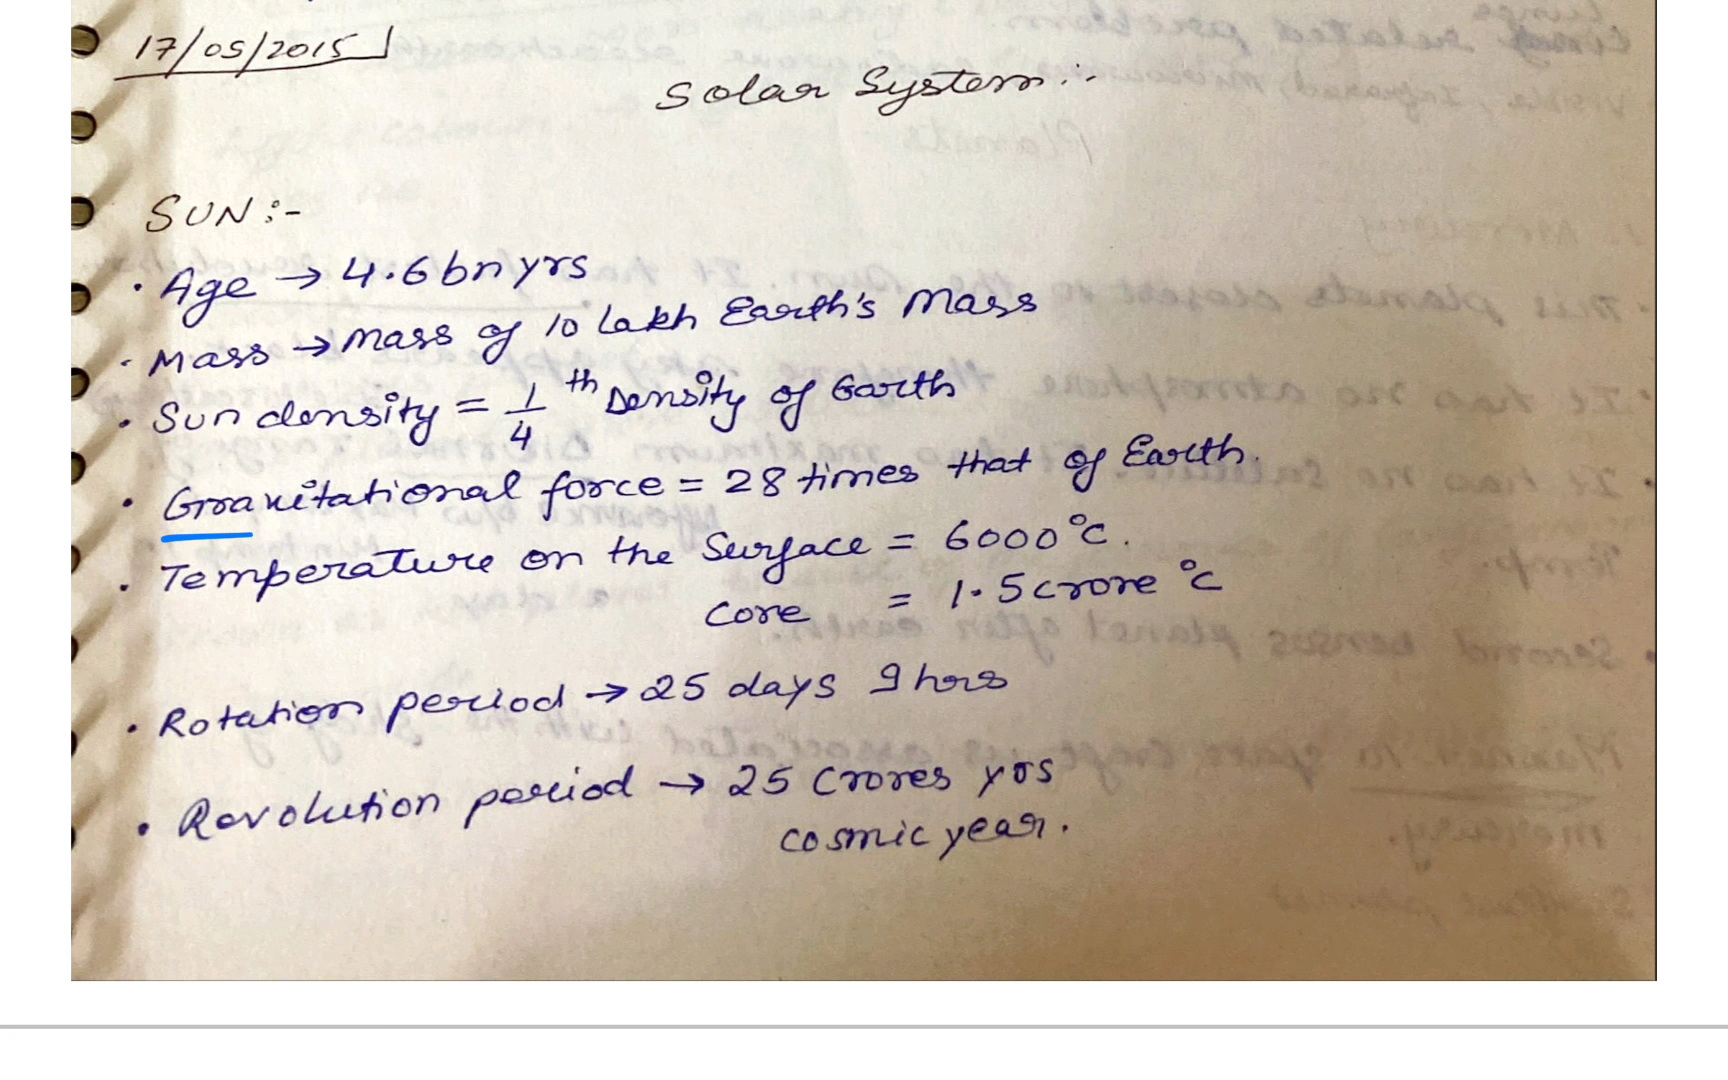 17/05/2015
Solar System :-
SUN :-
• Age → 4.6 bn yrs
• Mass → Mass of 10 lakh Earth's Mass
• Sun density = 1/4 th Density of Earth
• Gravitational force = 28 times that of Earth.
• Temperature on the Surface = 6000°C.
core = 1.5 crore °C
• Rotation period → 25 days 9 hrs
• Revolution period → 25 Crores yrs
cosmic year.